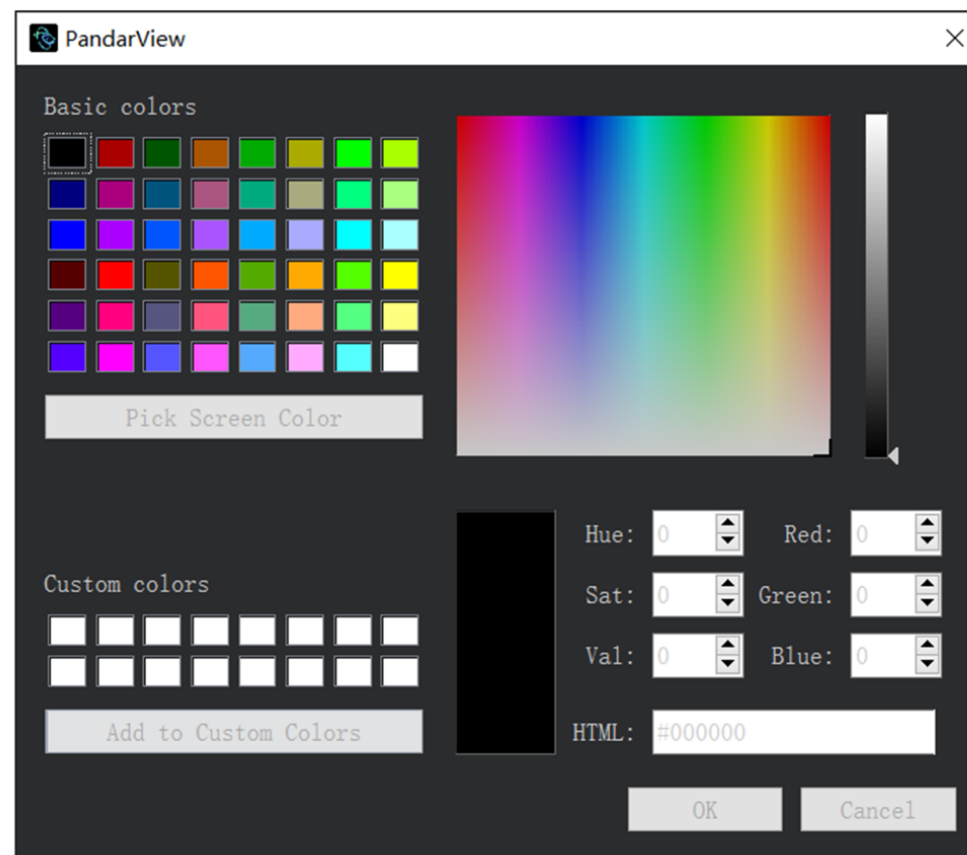 PandarView
Basic colors
Pick Screen Color
Custom colors
Add to Custom Colors
Hue: 0 Red: 0
Sat: 0 Green: 0
Val: 0 Blue: 0
HTML: #000000
OK Cancel